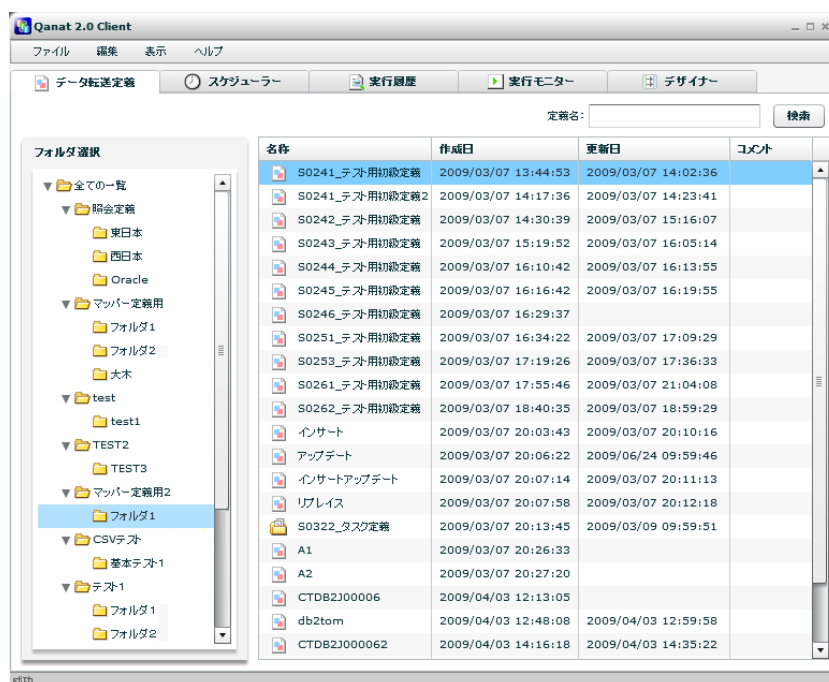 Qanat 2.0 Client
ファイル 編集 表示 ヘルプ
データ転送定義 スケジューラー 実行履歴 実行モニター デザイナー
定義名: 検索
フォルダ選択
全ての一覧
照会定義
東日本
西日本
Oracle
マッパー定義用
フォルダ1
フォルダ2
大木
test
test1
TEST2
TEST3
マッパー定義用2
フォルダ1
CSVテスト
基本テスト1
テスト1
フォルダ1
フォルダ2
名称 作成日 更新日 コメント
S0241_テスト用初級定義 2009/03/07 13:44:53 2009/03/07 14:02:36
S0241_テスト用初級定義2 2009/03/07 14:17:36 2009/03/07 14:23:41
S0242_テスト用初級定義 2009/03/07 14:30:39 2009/03/07 15:16:07
S0243_テスト用初級定義 2009/03/07 15:19:52 2009/03/07 16:05:14
S0244_テスト用初級定義 2009/03/07 16:10:42 2009/03/07 16:13:55
S0245_テスト用初級定義 2009/03/07 16:16:42 2009/03/07 16:19:55
S0246_テスト用初級定義 2009/03/07 16:29:37
S0251_テスト用初級定義 2009/03/07 16:34:22 2009/03/07 17:09:29
S0253_テスト用初級定義 2009/03/07 17:19:26 2009/03/07 17:36:33
S0261_テスト用初級定義 2009/03/07 17:55:46 2009/03/07 21:04:08
S0262_テスト用初級定義 2009/03/07 18:40:35 2009/03/07 18:59:29
インサート 2009/03/07 20:03:43 2009/03/07 20:10:16
アップデート 2009/03/07 20:06:22 2009/06/24 09:59:46
インサートアップデート 2009/03/07 20:07:14 2009/03/07 20:11:13
リプレイス 2009/03/07 20:07:58 2009/03/07 20:12:18
S0322_タスク定義 2009/03/07 20:13:45 2009/03/09 09:59:51
A1 2009/03/07 20:26:33
A2 2009/03/07 20:27:20
CTDB2J00006 2009/04/03 12:13:05
db2tom 2009/04/03 12:48:08 2009/04/03 12:59:58
CTDB2J000062 2009/04/03 14:16:18 2009/04/03 14:35:22